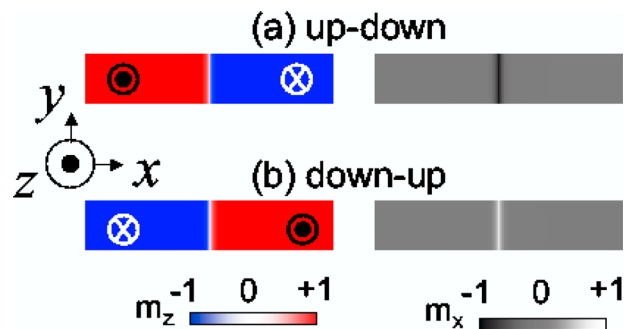 (a) up-down
y
z x
(b) down-up
-1 0 +1 -1 0 +1
m_z m_x